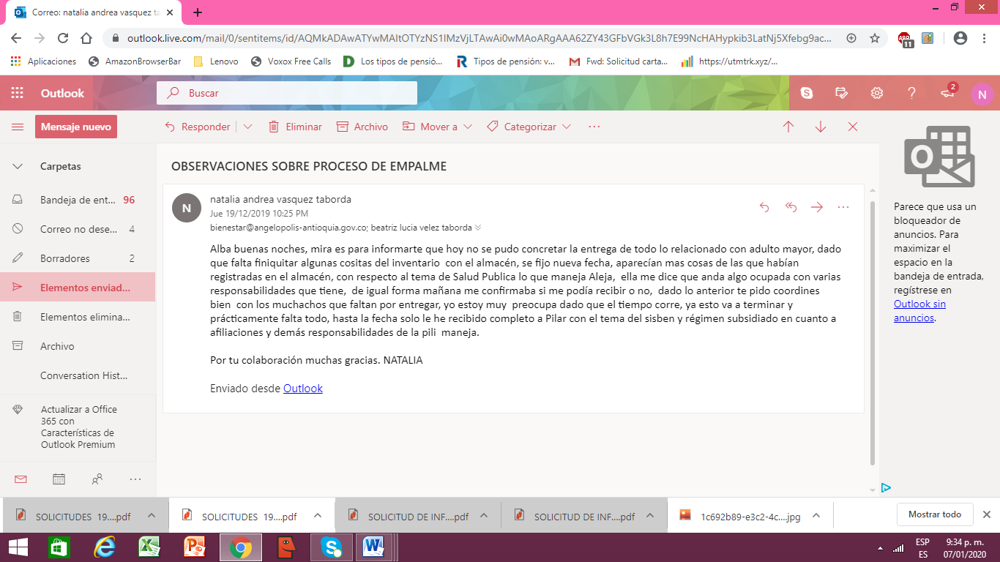 Correo: natalia andrea vasquez ta
outlook.live.com/mail/0/sentitems/id/AQMkADAwATYwMAItOTYzNS1lMzVjLTAwAi0wMAoARgAAA62ZY43GFbVGk3L8h7E99NcHAHypkib3LatNj5Xfebg9ac...
11
Aplicaciones AmazonBrowserBar Lenovo Voxox Free Calls Los tipos de pensió... Tipos de pensión: v... Fwd: Solicitud carta... https://utmtrk.xyz/...
Outlook Buscar 2 N
Mensaje nuevo Responder Eliminar Archivo Mover a Categorizar
Carpetas
Bandeja de ent... 96
Correo no dese... 4
Borradores 2
Elementos enviad...
Elementos elimina...
Archivo
Conversation Hist...
Actualizar a Office
365 con
Características de
Outlook Premium
OBSERVACIONES SOBRE PROCESO DE EMPALME
N
natalia andrea vasquez taborda
Jue 19/12/2019 10:25 PM
bienestar@angelopolis-antioquia.gov.co; beatriz lucia velez taborda
Alba buenas noches, mira es para informarte que hoy no se pudo concretar la entrega de todo lo relacionado con adulto mayor, dado
que falta finiquitar algunas cositas del inventario con el almacén, se fijo nueva fecha, aparecían mas cosas de las que habían
registradas en el almacén, con respecto al tema de Salud Publica lo que maneja Aleja, ella me dice que anda algo ocupada con varias
responsabilidades que tiene, de igual forma mañana me confirmaba si me podía recibir o no, dado lo anterior te pido coordines
bien con los muchachos que faltan por entregar, yo estoy muy preocupa dado que el tiempo corre, ya esto va a terminar y
prácticamente falta todo, hasta la fecha solo le he recibido completo a Pilar con el tema del sisben y régimen subsidiado en cuanto a
afiliaciones y demás responsabilidades de la pili maneja.
Por tu colaboración muchas gracias. NATALIA
Enviado desde Outlook
Parece que usa un
bloqueador de
anuncios. Para
maximizar el
espacio en la
bandeja de entrada,
regístrese en
Outlook sin
anuncios.
SOLICITUDES 19....pdf SOLICITUDES 19....pdf SOLICITUD DE INF....pdf SOLICITUD DE INF....pdf 1c692b89-e3c2-4c....jpg Mostrar todo
ESP 9:34 p. m.
ES 07/01/2020